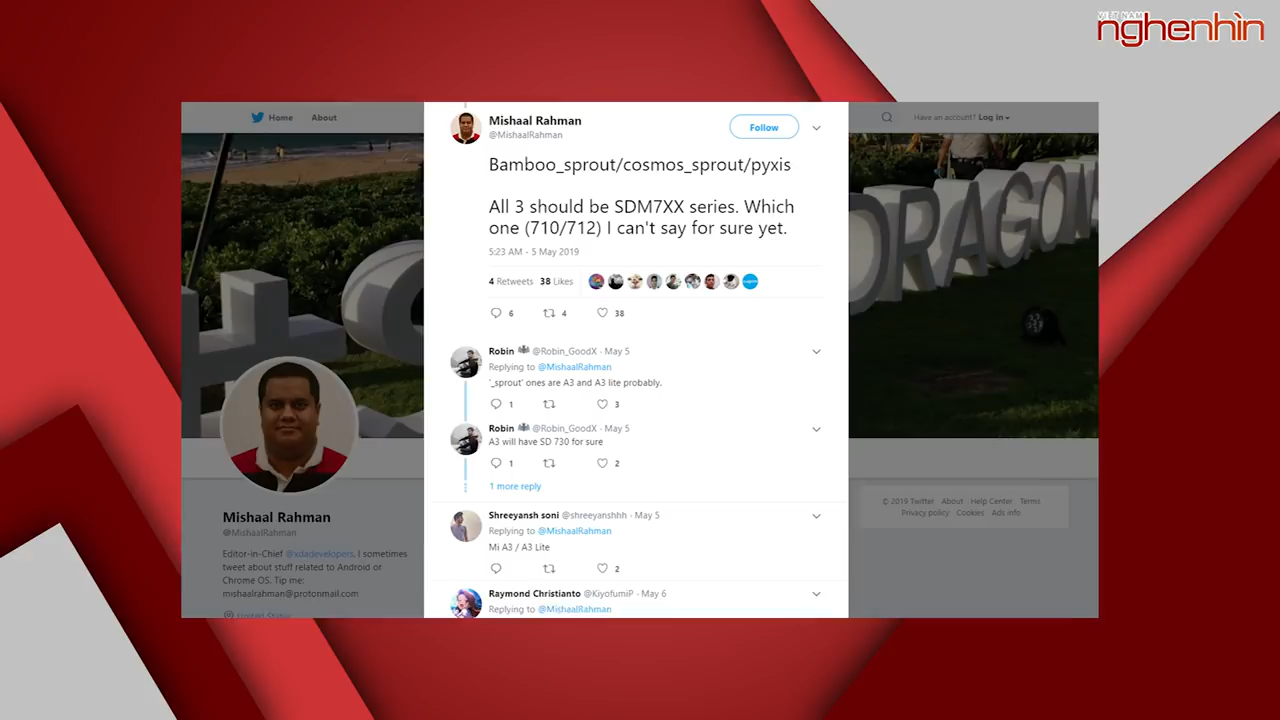 VIỆT NAM
nghenhìn
Home
About
Have an account? Log in
Mishaal Rahman
@MishaalRahman
Follow
Bamboo_sprout/cosmos_sprout/pyxis
All 3 should be SDM7XX series. Which
one (710/712) I can't say for sure yet.
5:23 AM - 5 May 2019
4 Retweets 38 Likes
6 4 38
Robin @Robin_GoodX · May 5
Replying to @MishaalRahman
'_sprout' ones are A3 and A3 lite probably.
1 3
Robin @Robin_GoodX · May 5
A3 will have SD 730 for sure
1 2
1 more reply
Shreeyansh soni @shreeyanshhh · May 5
Replying to @MishaalRahman
Mi A3 / A3 Lite
2
Raymond Christianto @KiyofumiP · May 6
Replying to @MishaalRahman
Mishaal Rahman
@MishaalRahman
Editor-in-Chief @xdadevelopers. I sometimes
tweet about stuff related to Android or
Chrome OS. Tip me:
mishaalrahman@protonmail.com
United States
© 2019 Twitter About Help Center Terms
Privacy policy Cookies Ads info
DRAGON